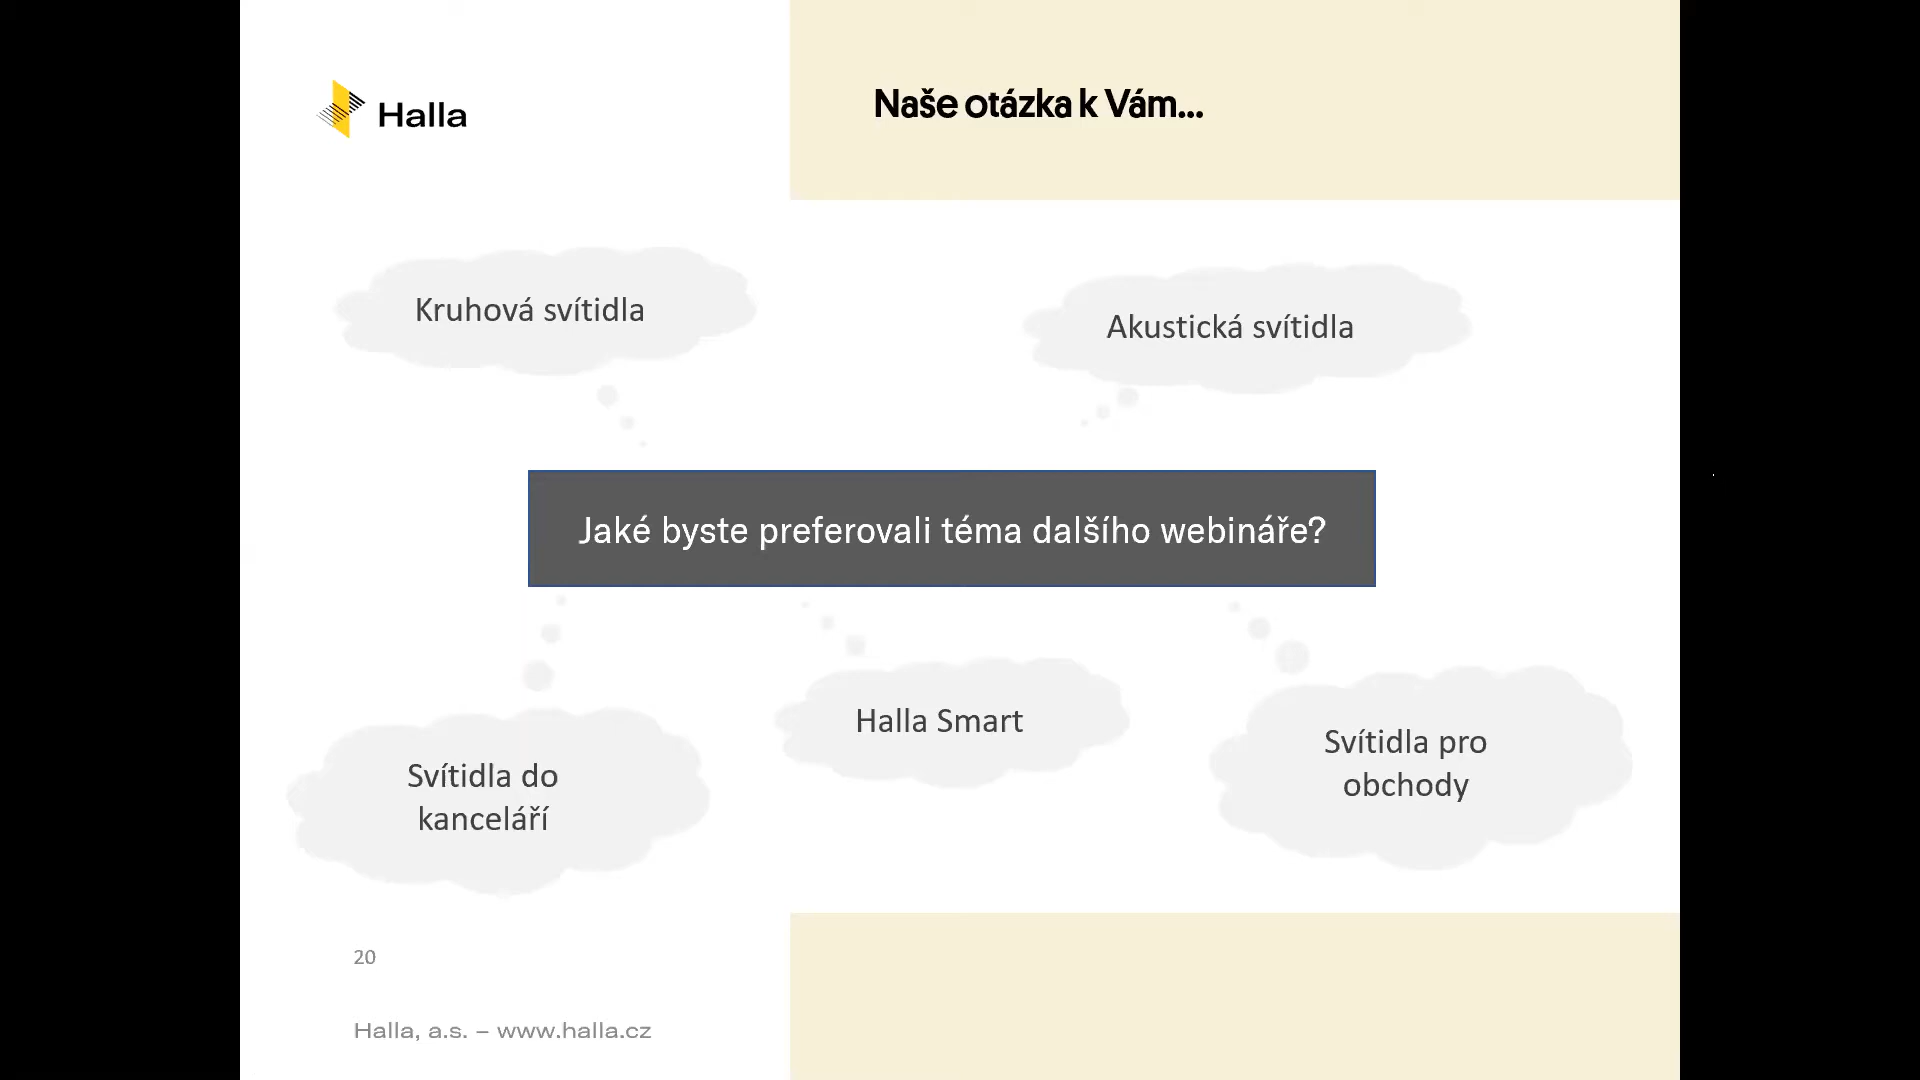 Halla
Naše otázka k Vám...
Kruhová svítidla
Akustická svítidla
Jaké byste preferovali téma dalšího webináře?
Svítidla do
kanceláří
Halla Smart
Svítidla pro
obchody
20
Halla, a.s. – www.halla.cz